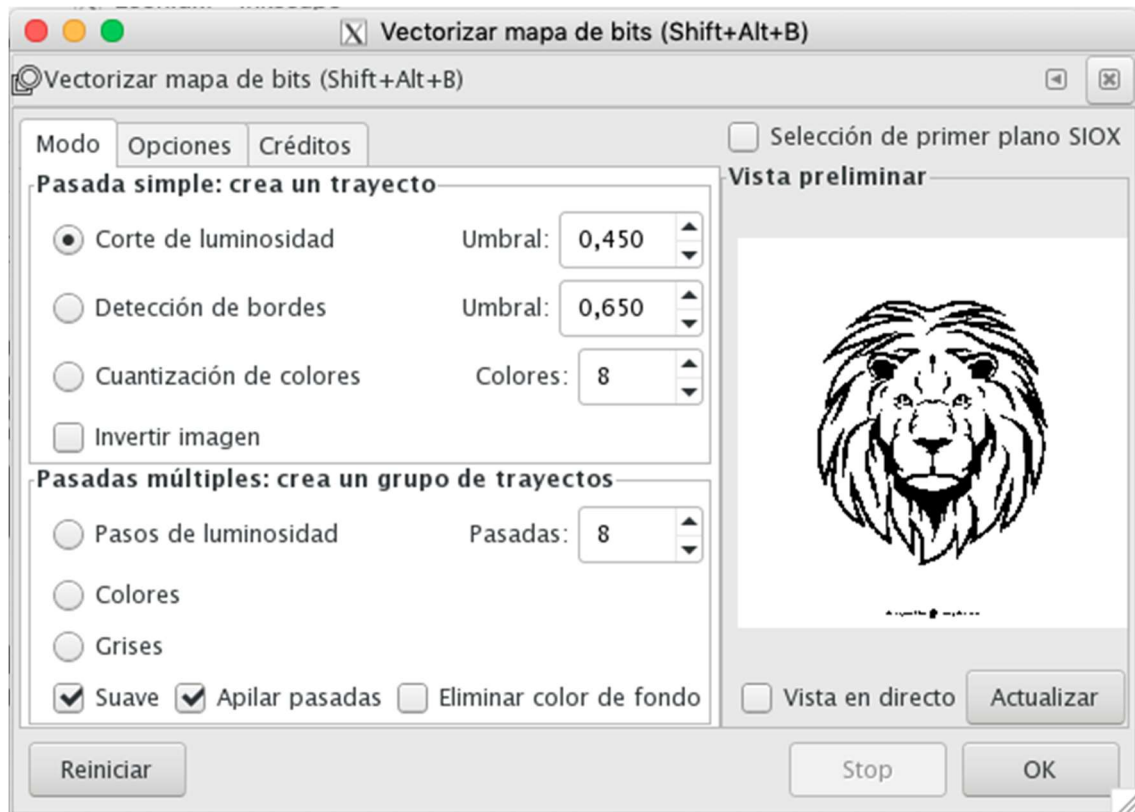 Vectorizar mapa de bits (Shift+Alt+B)
Vectorizar mapa de bits (Shift+Alt+B)
Modo Opciones Créditos
Selección de primer plano SIOX
Pasada simple: crea un trayecto
Vista preliminar
Corte de luminosidad Umbral: 0,450
Detección de bordes Umbral: 0,650
Cuantización de colores Colores: 8
Invertir imagen
Pasadas múltiples: crea un grupo de trayectos
Pasos de luminosidad Pasadas: 8
Colores
Grises
Suave Apilar pasadas Eliminar color de fondo
Vista en directo Actualizar
Reiniciar Stop OK